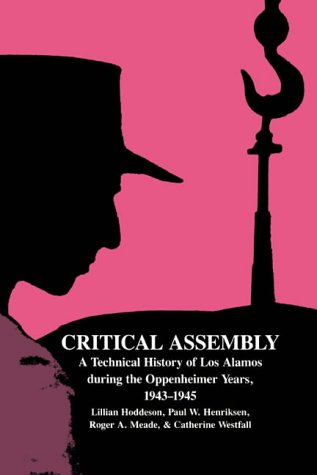 CRITICAL ASSEMBLY
A Technical History of Los Alamos
during the Oppenheimer Years,
1943–1945
Lillian Hoddeson, Paul W. Henriksen,
Roger A. Meade, & Catherine Westfall